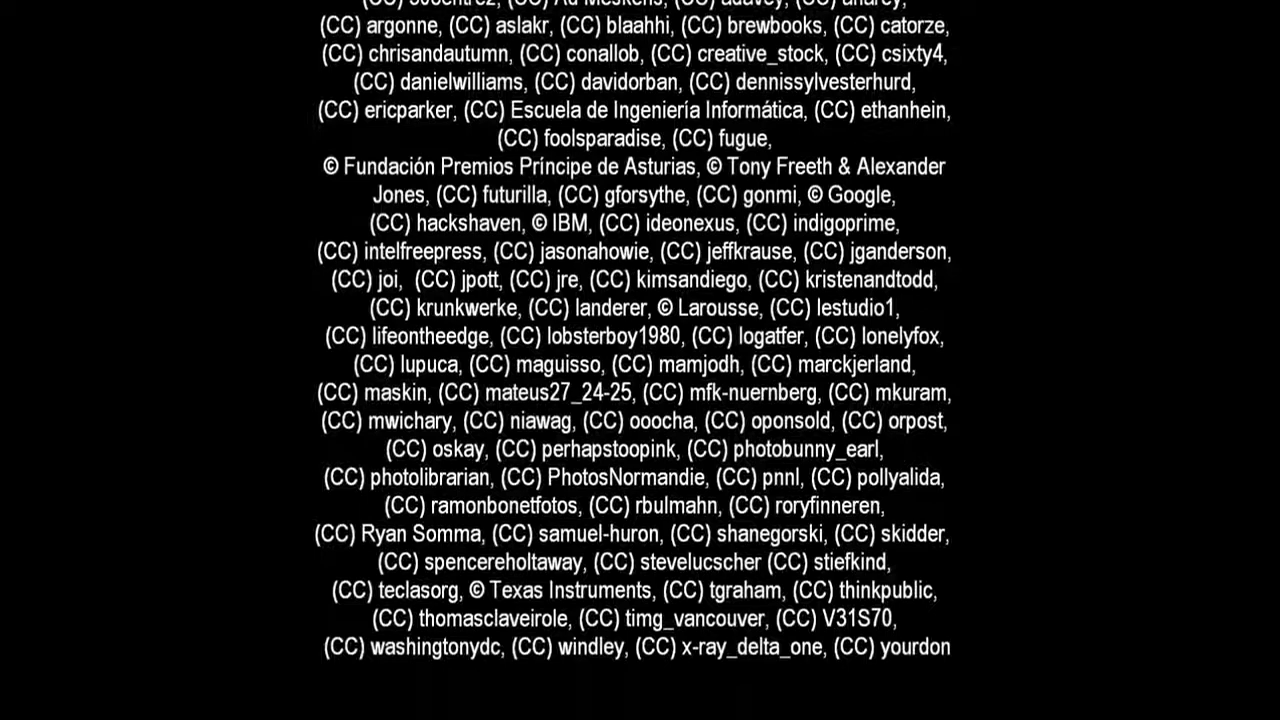 (CC) argonne, (CC) aslakr, (CC) blaahhi, (CC) brewbooks, (CC) catorze,
(CC) chrisandautumn, (CC) conallob, (CC) creative_stock, (CC) csixty4,
(CC) danielwilliams, (CC) davidorban, (CC) dennissylvesterhurd,
(CC) ericparker, (CC) Escuela de Ingeniería Informática, (CC) ethanhein,
(CC) foolsparadise, (CC) fugue,
© Fundación Premios Príncipe de Asturias, © Tony Freeth & Alexander
Jones, (CC) futurilla, (CC) gforsythe, (CC) gonmi, © Google,
(CC) hackshaven, © IBM, (CC) ideonexus, (CC) indigoprime,
(CC) intelfreepress, (CC) jasonahowie, (CC) jeffkrause, (CC) jganderson,
(CC) joi, (CC) jpott, (CC) jre, (CC) kimsandiego, (CC) kristenandtodd,
(CC) krunkwerke, (CC) landerer, © Larousse, (CC) lestudio1,
(CC) lifeontheedge, (CC) lobsterboy1980, (CC) logatfer, (CC) lonelyfox,
(CC) lupuca, (CC) maguisso, (CC) mamjodh, (CC) marckjerland,
(CC) maskin, (CC) mateus27_24-25, (CC) mfk-nuernberg, (CC) mkuram,
(CC) mwichary, (CC) niawag, (CC) ooocha, (CC) oponsold, (CC) orpost,
(CC) oskay, (CC) perhapstoopink, (CC) photobunny_earl,
(CC) photolibrarian, (CC) PhotosNormandie, (CC) pnnl, (CC) pollyalida,
(CC) ramonbonetfotos, (CC) rbulmahn, (CC) roryfinneren,
(CC) Ryan Somma, (CC) samuel-huron, (CC) shanegorski, (CC) skidder,
(CC) spencereholtaway, (CC) stevelucscher (CC) stiefkind,
(CC) teclasorg, © Texas Instruments, (CC) tgraham, (CC) thinkpublic,
(CC) thomasclaveirole, (CC) timg_vancouver, (CC) V31S70,
(CC) washingtonydc, (CC) windley, (CC) x-ray_delta_one, (CC) yourdon